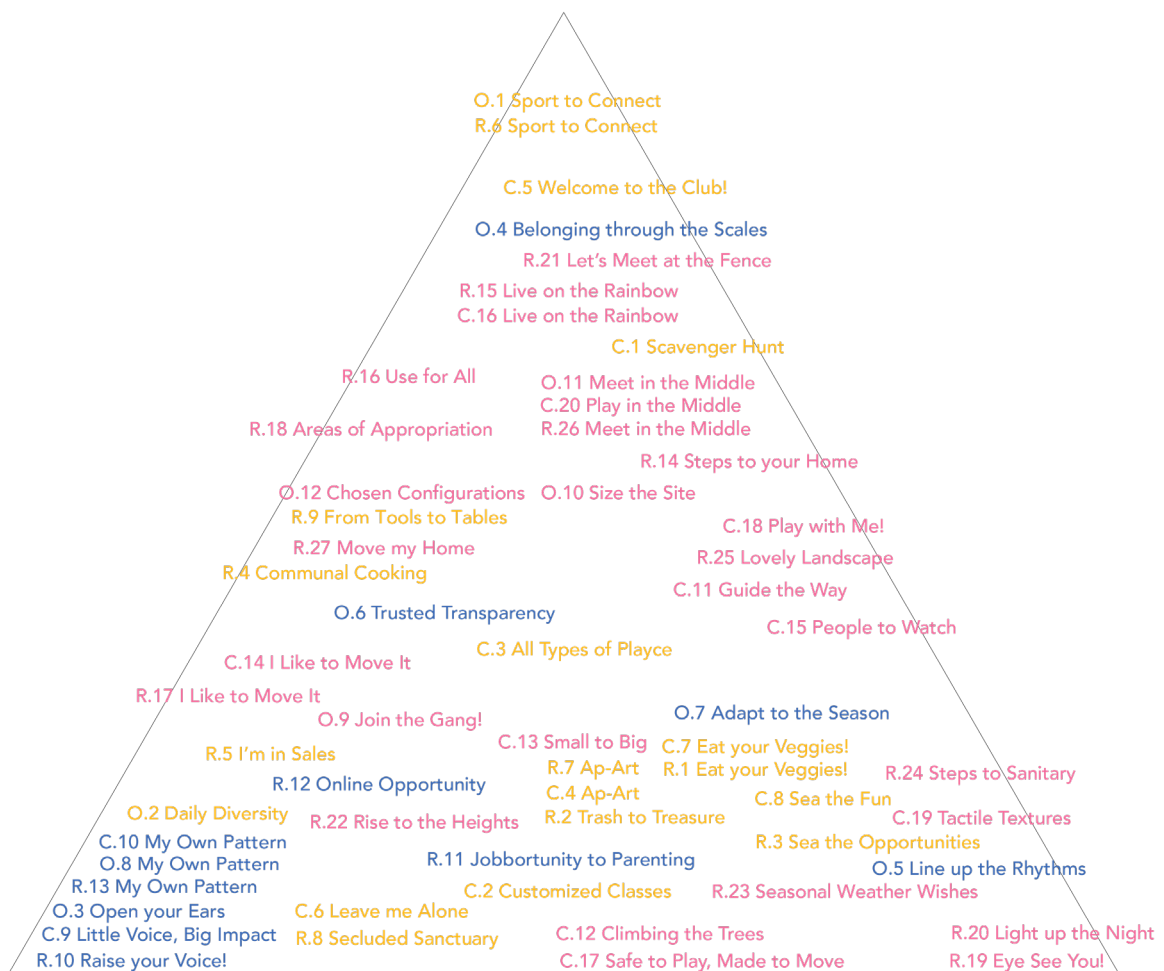 O.1 Sport to Connect
R.6 Sport to Connect
C.5 Welcome to the Club!
O.4 Belonging through the Scales
R.21 Let's Meet at the Fence
R.15 Live on the Rainbow
C.16 Live on the Rainbow
C.1 Scavenger Hunt
R.16 Use for All
O.11 Meet in the Middle
C.20 Play in the Middle
R.18 Areas of Appropriation
R.26 Meet in the Middle
R.14 Steps to your Home
O.12 Chosen Configurations
O.10 Size the Site
R.9 From Tools to Tables
C.18 Play with Me!
R.27 Move my Home
R.25 Lovely Landscape
R.4 Communal Cooking
C.11 Guide the Way
O.6 Trusted Transparency
C.15 People to Watch
C.3 All Types of Playce
C.14 I Like to Move It
R.17 I Like to Move It
O.7 Adapt to the Season
O.9 Join the Gang!
C.13 Small to Big
C.7 Eat your Veggies!
R.5 I'm in Sales
R.7 Ap-Art
R.1 Eat your Veggies!
R.24 Steps to Sanitary
R.12 Online Opportunity
C.4 Ap-Art
C.8 Sea the Fun
O.2 Daily Diversity
R.22 Rise to the Heights
R.2 Trash to Treasure
C.19 Tactile Textures
C.10 My Own Pattern
R.3 Sea the Opportunities
O.8 My Own Pattern
R.11 Jobbortunity to Parenting
O.5 Line up the Rhythms
R.13 My Own Pattern
C.2 Customized Classes
R.23 Seasonal Weather Wishes
O.3 Open your Ears
C.6 Leave me Alone
C.9 Little Voice, Big Impact
R.8 Secluded Sanctuary
C.12 Climbing the Trees
R.20 Light up the Night
R.10 Raise your Voice!
C.17 Safe to Play, Made to Move
R.19 Eye See You!